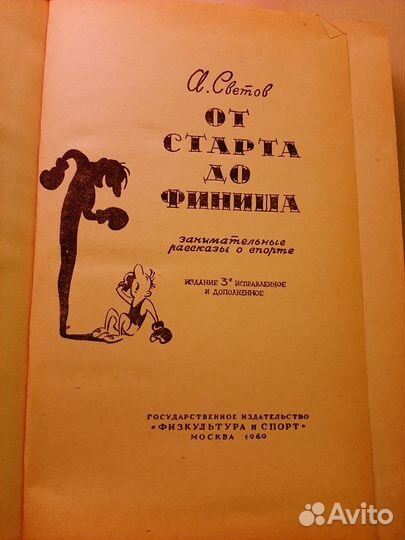 А. Светов
ОТ
СТАРТА
ДО
ФИНИША
занимательные
рассказы о спорте
ИЗДАНИЕ 3е ИСПРАВЛЕННОЕ
И ДОПОЛНЕННОЕ
ГОСУДАРСТВЕННОЕ ИЗДАТЕЛЬСТВО
«ФИЗКУЛЬТУРА И СПОРТ»
МОСКВА 1960
Avito